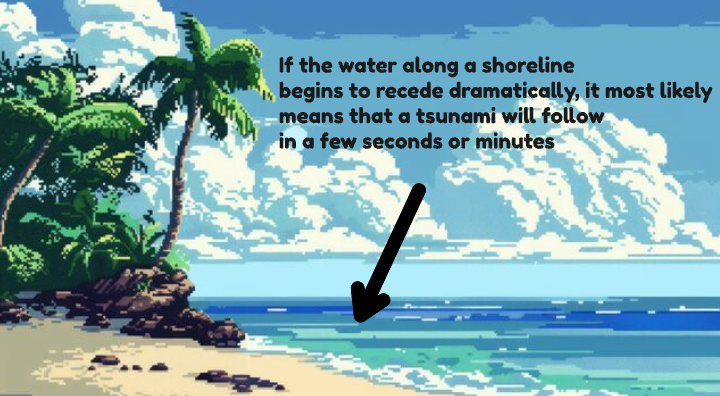 If the water along a shoreline
begins to recede dramatically, it most likely
means that a tsunami will follow
in a few seconds or minutes